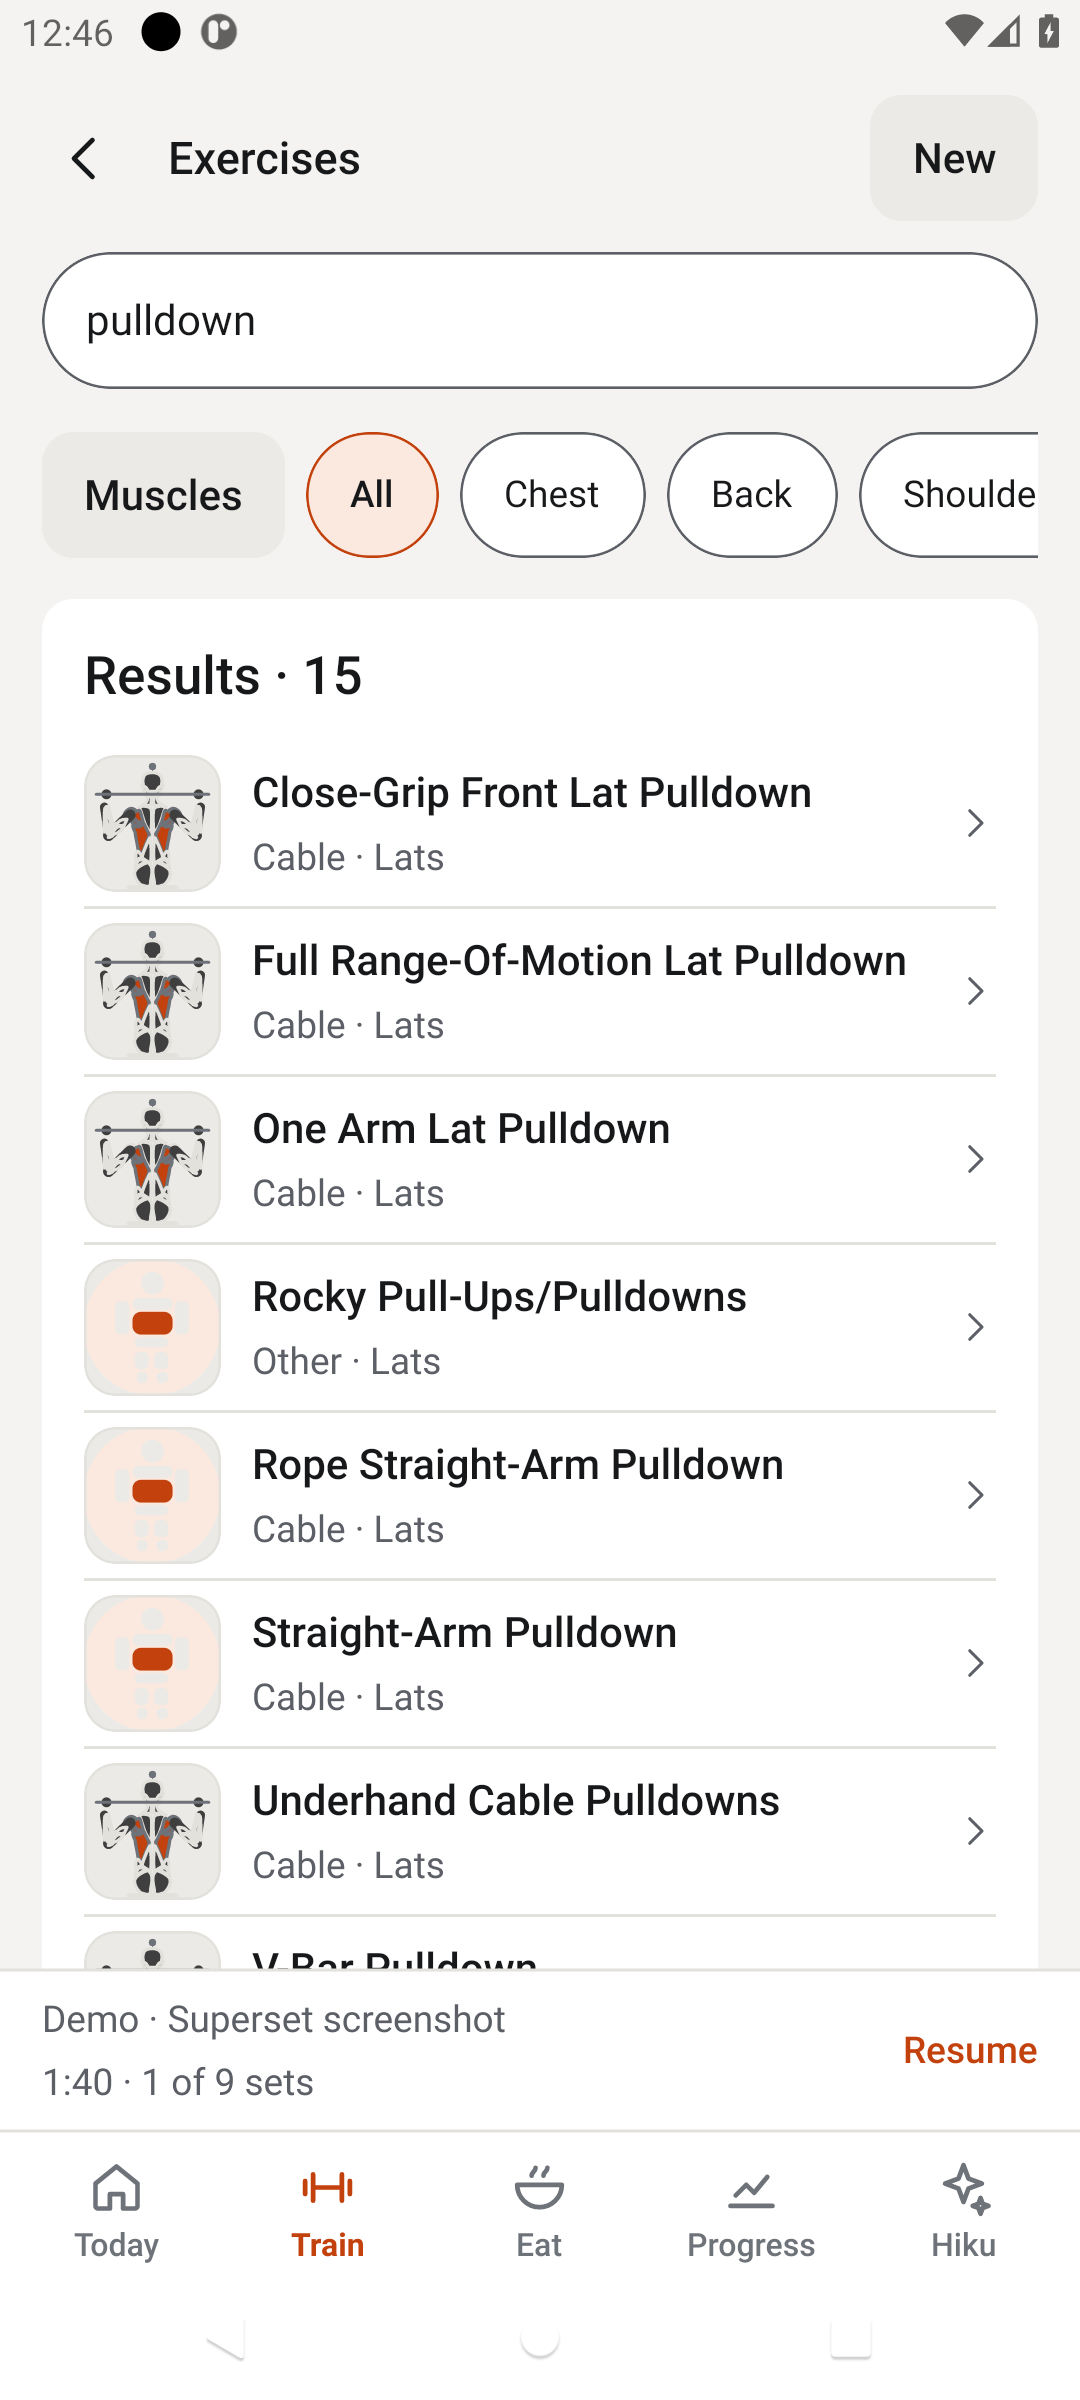 12:46
Exercises
New
pulldown
Muscles
All
Chest
Back
Shoulde
Results · 15
Close-Grip Front Lat Pulldown
Cable · Lats
Full Range-Of-Motion Lat Pulldown
Cable · Lats
One Arm Lat Pulldown
Cable · Lats
Rocky Pull-Ups/Pulldowns
Other · Lats
Rope Straight-Arm Pulldown
Cable · Lats
Straight-Arm Pulldown
Cable · Lats
Underhand Cable Pulldowns
Cable · Lats
V-Bar Pulldown
Demo · Superset screenshot
Resume
1:40 · 1 of 9 sets
Today
Train
Eat
Progress
Hiku